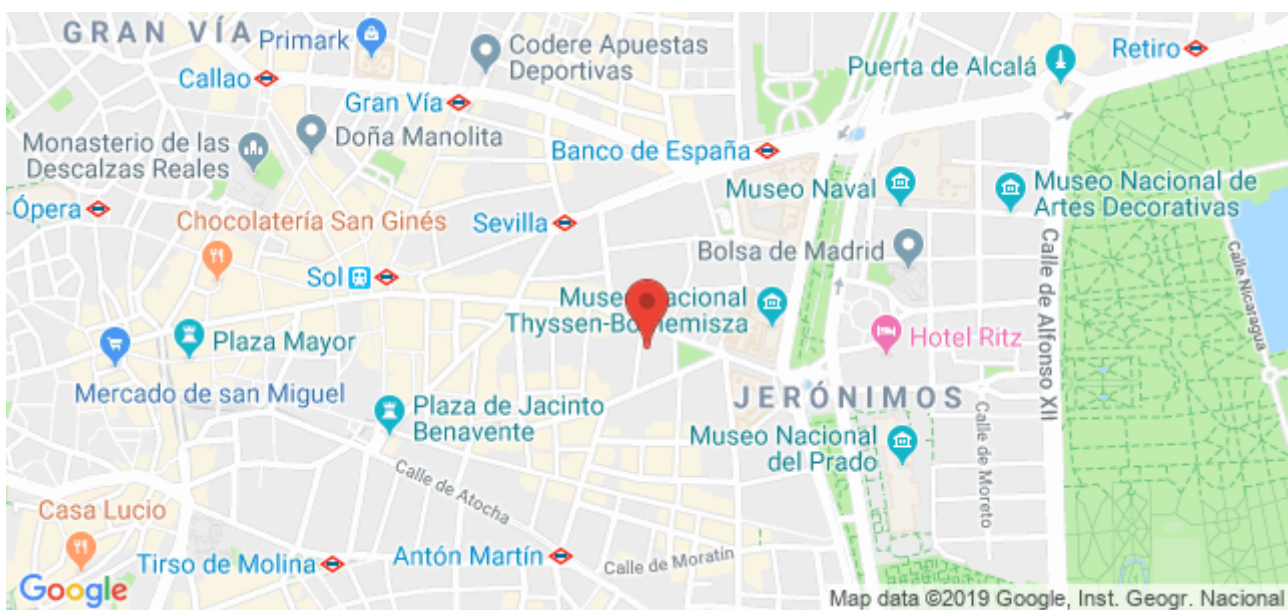 GRAN VÍA
Primark
Codere Apuestas
Deportivas
Retiro
Puerta de Alcalá
Callao
Gran Vía
Doña Manolita
Monasterio de las
Descalzas Reales
Banco de España
Museo Naval
Museo Nacional de
Artes Decorativas
Ópera
Chocolatería San Ginés
Sevilla
Bolsa de Madrid
Calle de Alfonso XII
Calle Nicaragua
Sol
Museo Nacional
Thyssen-Bornemisza
Hotel Ritz
Plaza Mayor
Mercado de san Miguel
JERÓNIMOS
Plaza de Jacinto
Benavente
Museo Nacional
del Prado
Calle de Moreto
Calle de Atocha
Casa Lucio
Tirso de Molina
Antón Martín
Calle de Moratín
Google
Map data ©2019 Google, Inst. Geogr. Nacional